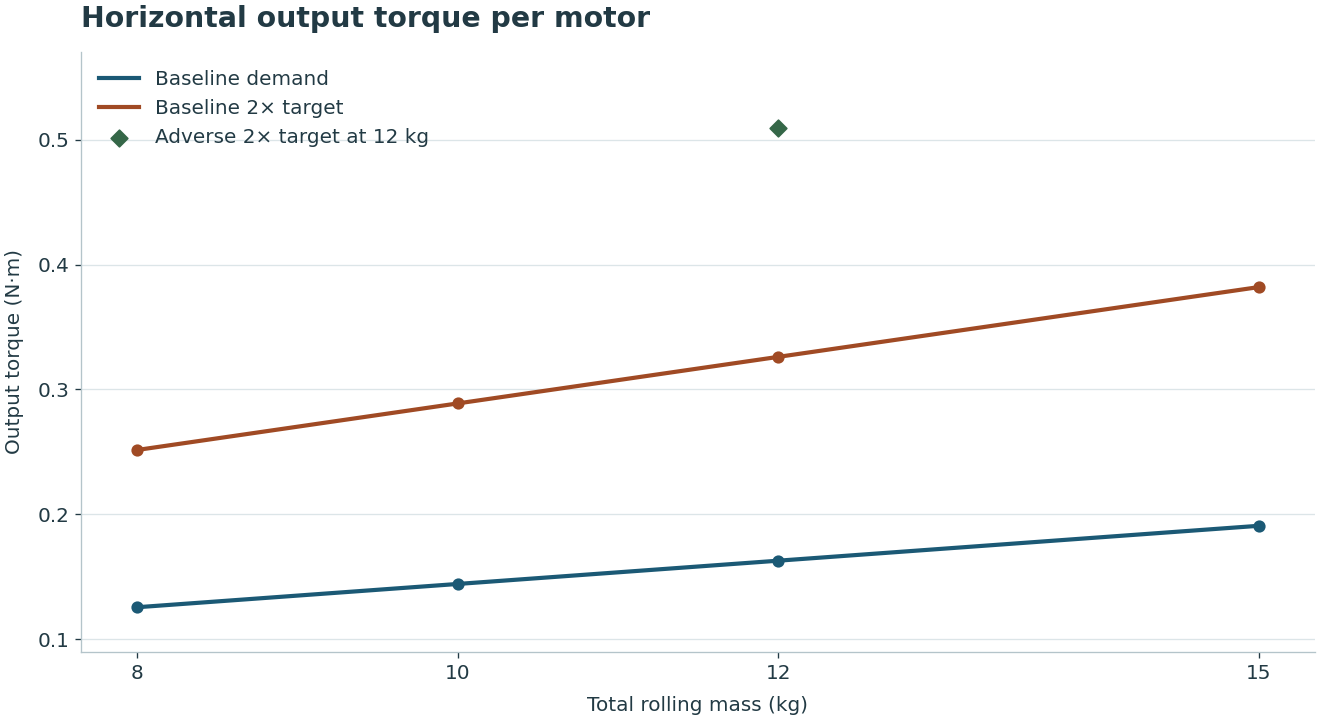 Horizontal output torque per motor
Baseline demand
Baseline 2× target
Adverse 2× target at 12 kg
Output torque (N·m)
0.5
0.4
0.3
0.2
0.1
8 10 12 15
Total rolling mass (kg)